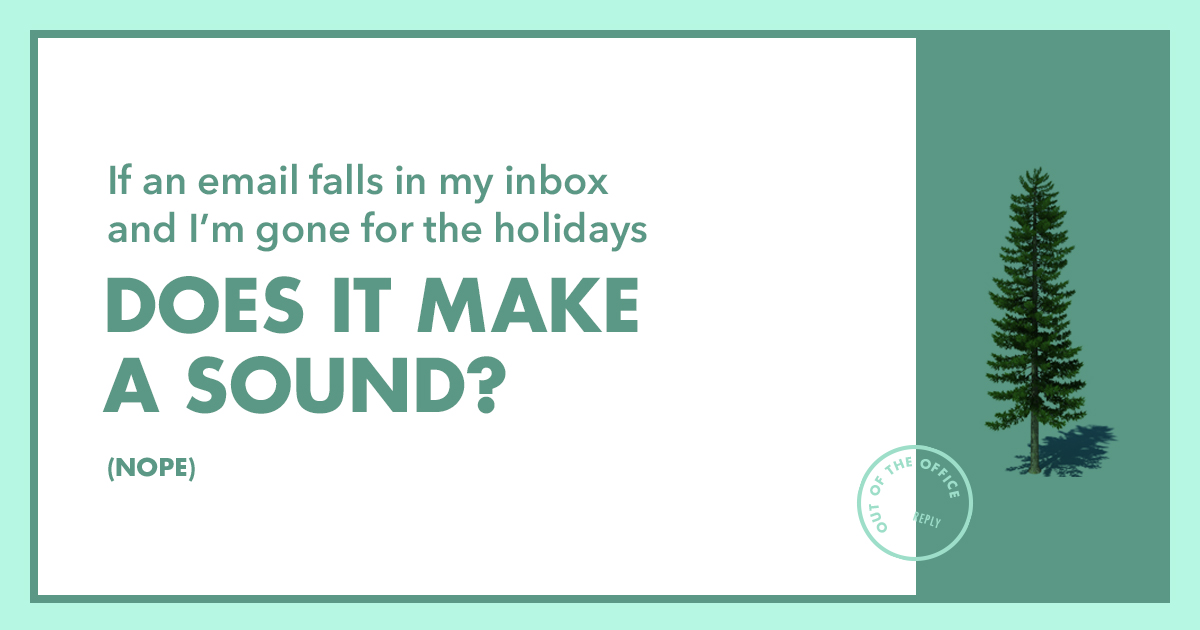 If an email falls in my inbox
and I’m gone for the holidays
DOES IT MAKE
A SOUND?
(NOPE)
OUT OF THE OFFICE
REPLY